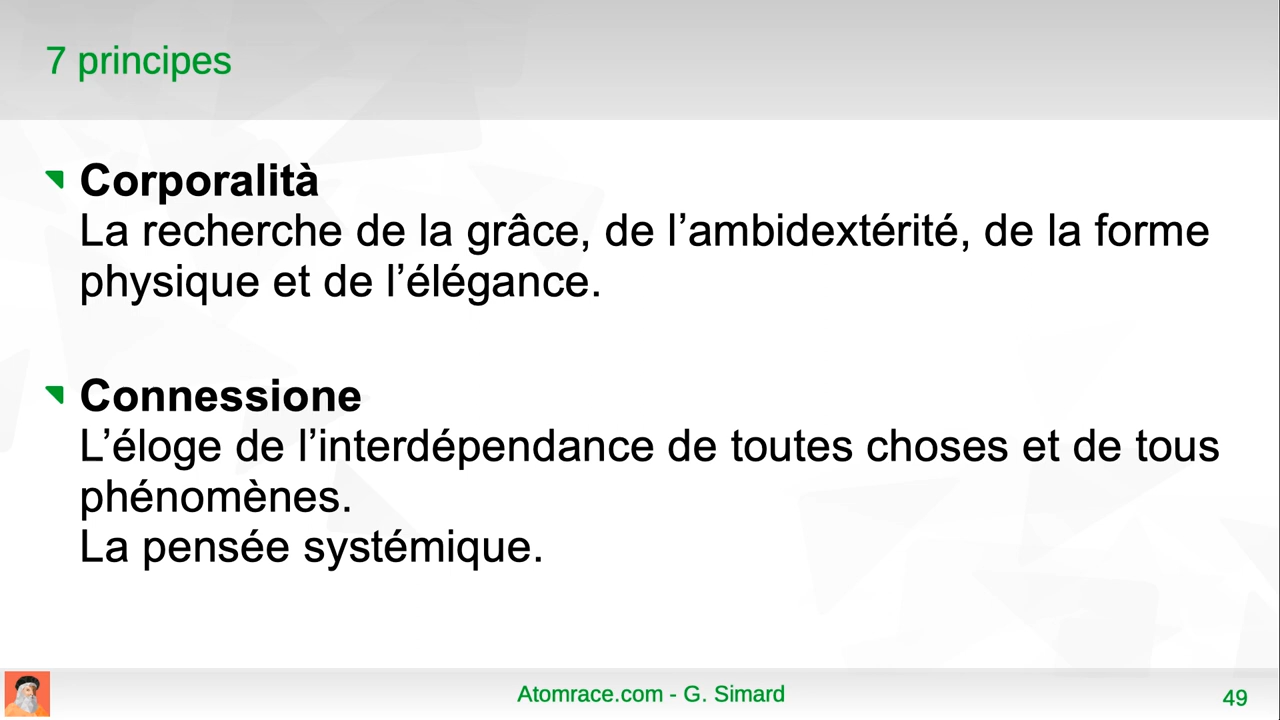 7 principes
Corporalità
La recherche de la grâce, de l’ambidextérité, de la forme
physique et de l’élégance.
Connessione
L’éloge de l’interdépendance de toutes choses et de tous
phénomènes.
La pensée systémique.
Atomrace.com - G. Simard
49